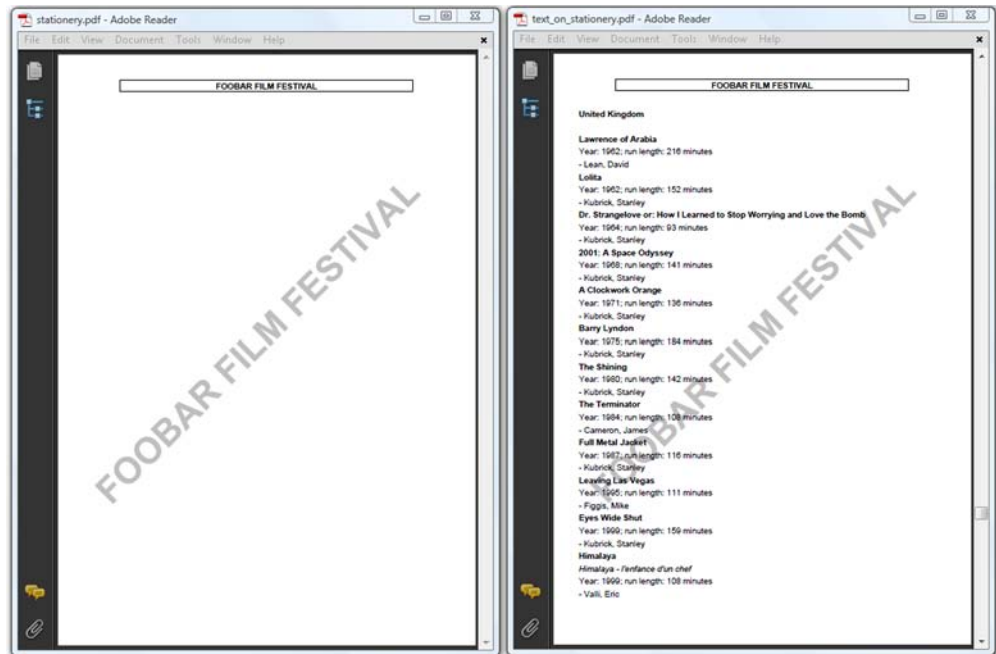 stationery.pdf - Adobe Reader
File Edit View Document Tools Window Help
FOOBAR FILM FESTIVAL
FOOBAR FILM FESTIVAL
text_on_stationery.pdf - Adobe Reader
File Edit View Document Tools Window Help
FOOBAR FILM FESTIVAL
United Kingdom
Lawrence of Arabia
Year: 1962; run length: 216 minutes
- Lean, David
Lolita
Year: 1962; run length: 152 minutes
- Kubrick, Stanley
Dr. Strangelove or: How I Learned to Stop Worrying and Love the Bomb
Year: 1964; run length: 93 minutes
- Kubrick, Stanley
2001: A Space Odyssey
Year: 1968; run length: 141 minutes
- Kubrick, Stanley
A Clockwork Orange
Year: 1971; run length: 136 minutes
- Kubrick, Stanley
Barry Lyndon
Year: 1975; run length: 184 minutes
- Kubrick, Stanley
The Shining
Year: 1980; run length: 142 minutes
- Kubrick, Stanley
The Terminator
Year: 1984; run length: 108 minutes
- Cameron, James
Full Metal Jacket
Year: 1987; run length: 116 minutes
- Kubrick, Stanley
Leaving Las Vegas
Year: 1995; run length: 111 minutes
- Figgis, Mike
Eyes Wide Shut
Year: 1999; run length: 159 minutes
- Kubrick, Stanley
Himalaya
Himalaya - l'enfance d'un chef
Year: 1999; run length: 108 minutes
- Valli, Eric
FOOBAR FILM FESTIVAL